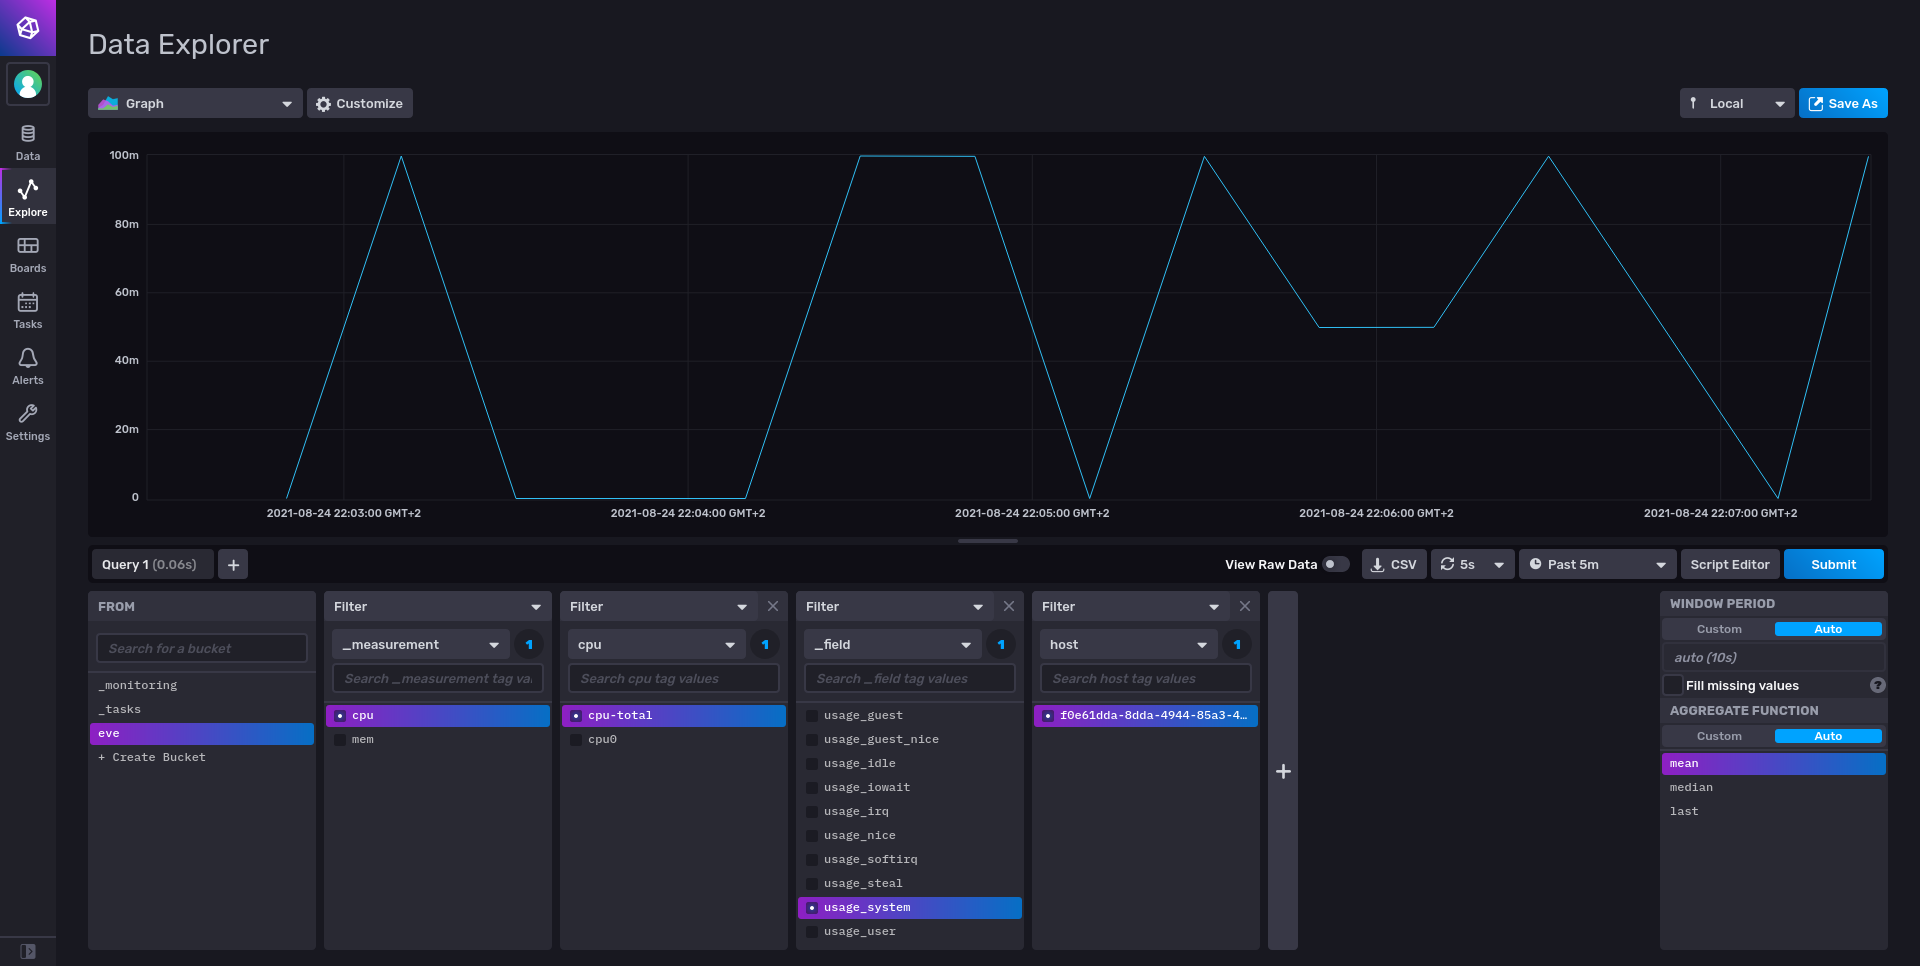 Data Explorer
Graph
Customize
Local
Save As
Data
Explore
Boards
Tasks
Alerts
Settings
100m
80m
60m
40m
20m
0
2021-08-24 22:03:00 GMT+2
2021-08-24 22:04:00 GMT+2
2021-08-24 22:05:00 GMT+2
2021-08-24 22:06:00 GMT+2
2021-08-24 22:07:00 GMT+2
Query 1 (0.06s)
+
View Raw Data
CSV
5s
Past 5m
Script Editor
Submit
FROM
Search for a bucket
_monitoring
_tasks
eve
+ Create Bucket
Filter
_measurement
1
Search _measurement tag va
cpu
mem
Filter
cpu
1
Search cpu tag values
cpu-total
cpu0
Filter
_field
1
Search _field tag values
usage_guest
usage_guest_nice
usage_idle
usage_iowait
usage_irq
usage_nice
usage_softirq
usage_steal
usage_system
usage_user
Filter
host
1
Search host tag values
f0e61dda-8dda-4944-85a3-4…
+
WINDOW PERIOD
Custom
Auto
auto (10s)
Fill missing values
?
AGGREGATE FUNCTION
Custom
Auto
mean
median
last